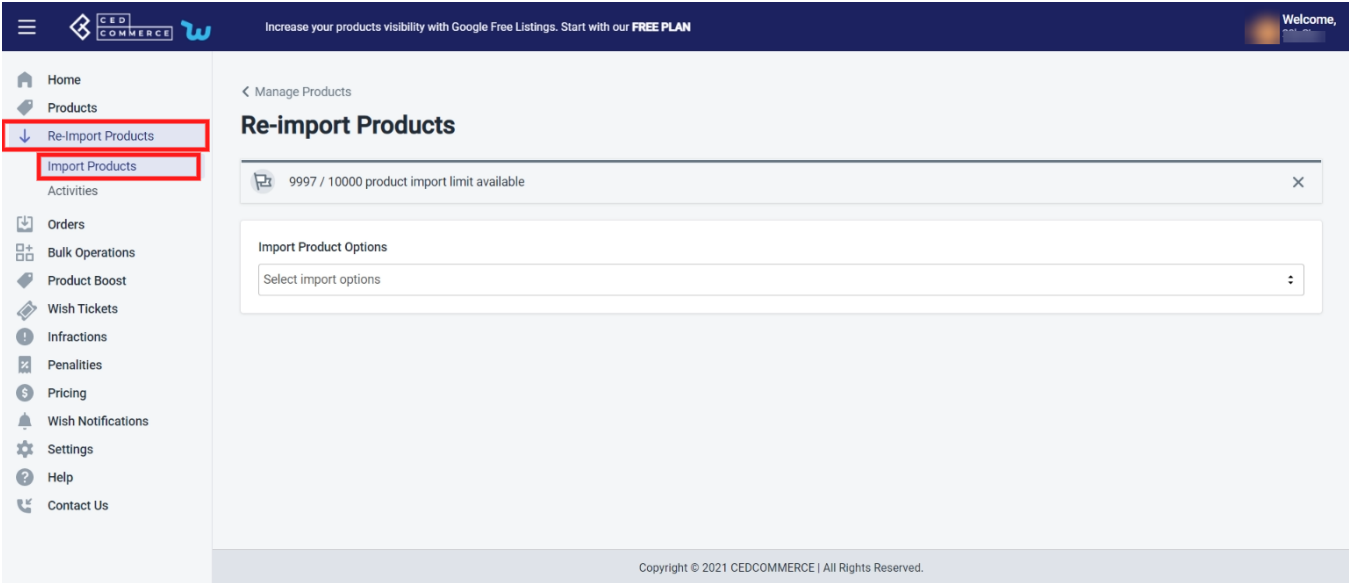 CED
COMMERCE
Increase your products visibility with Google Free Listings. Start with our FREE PLAN
Welcome,
Home
Products
Re-Import Products
Import Products
Activities
Orders
Bulk Operations
Product Boost
Wish Tickets
Infractions
Penalities
Pricing
Wish Notifications
Settings
Help
Contact Us
Manage Products
Re-import Products
9997 / 10000 product import limit available
Import Product Options
Select import options
Copyright © 2021 CEDCOMMERCE | All Rights Reserved.